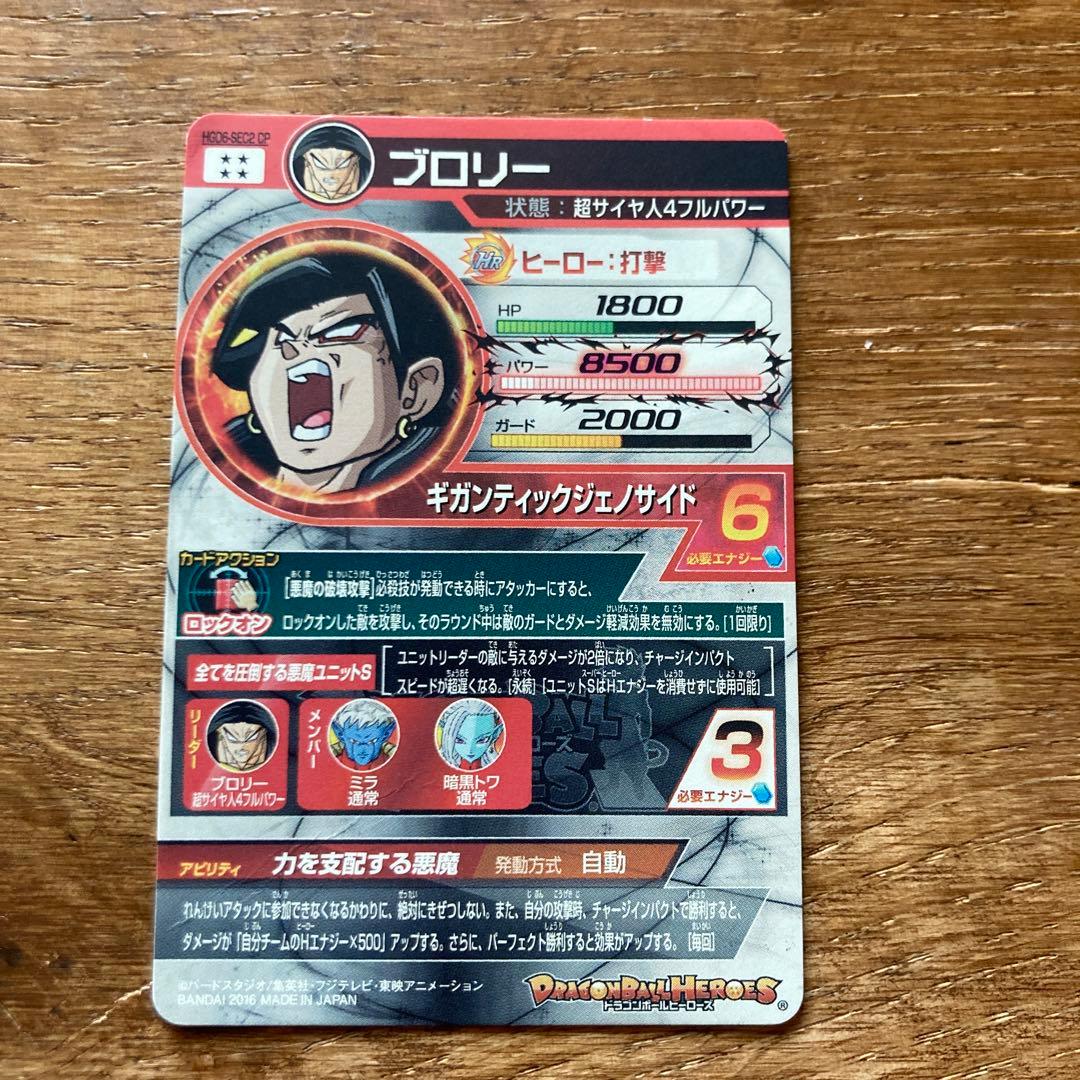 HGD6-SEC2 CP
ブロリー
状態：超サイヤ人4フルパワー
HR ヒーロー：打撃
HP 1800
パワー 8500
ガード 2000
ギガンティックジェノサイド 6
必要エナジー
カードアクション
ロックオン
[悪魔の破壊攻撃]必殺技が発動できる時にアタッカーにすると、
ロックオンした敵を攻撃し、そのラウンド中は敵のガードとダメージ軽減効果を無効にする。[1回限り]
全てを圧倒する悪魔ユニットS
ユニットリーダーの敵に与えるダメージが2倍になり、チャージインパクト
スピードが超遅くなる。[永続] [ユニットSはHエナジーを消費せずに使用可能]
リーダー
ブロリー
超サイヤ人4フルパワー
メンバー
ミラ
通常
暗黒トワ
通常
3
必要エナジー
アビリティ 力を支配する悪魔 発動方式 自動
れんけいアタックに参加できなくなるかわりに、絶対にきぜつしない。また、自分の攻撃時、チャージインパクトで勝利すると、
ダメージが「自分チームのHエナジー×500」アップする。さらに、パーフェクト勝利すると効果がアップする。[毎回]
©バードスタジオ/集英社・フジテレビ・東映アニメーション
BANDAI 2016 MADE IN JAPAN
DRAGONBALL HEROES
ドラゴンボールヒーローズ
®